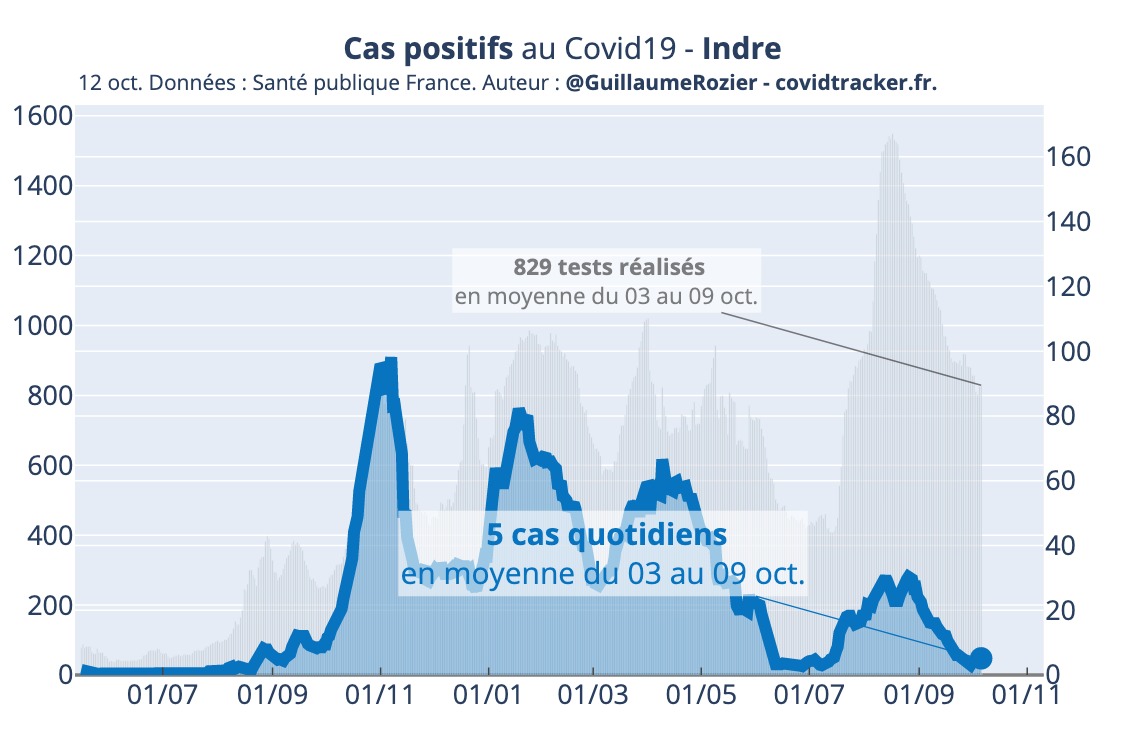 Cas positifs au Covid19 - Indre
12 oct. Données : Santé publique France. Auteur : @GuillaumeRozier - covidtracker.fr.
1600
1400
1200
1000
800
600
400
200
0
160
140
120
100
80
60
40
20
0
829 tests réalisés
en moyenne du 03 au 09 oct.
5 cas quotidiens
en moyenne du 03 au 09 oct.
01/07 01/09 01/11 01/01 01/03 01/05 01/07 01/09 01/11